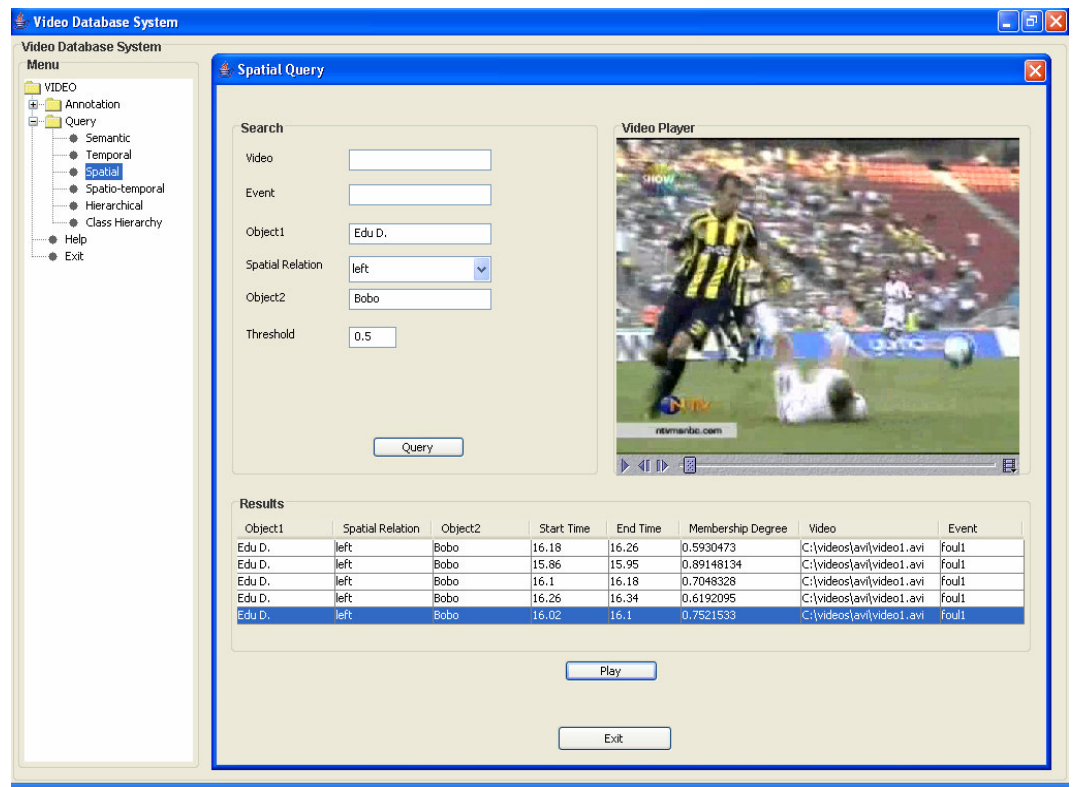 Video Database System
Video Database System
Menu
VIDEO
Annotation
Query
Semantic
Temporal
Spatial
Spatio-temporal
Hierarchical
Class Hierarchy
Help
Exit
Spatial Query
Search
Video
Event
Object1 Edu D.
Spatial Relation left
Object2 Bobo
Threshold 0.5
Query
Video Player
SHOW
NTV
ntvmsnbc.com
Results
Object1 Spatial Relation Object2 Start Time End Time Membership Degree Video Event
Edu D. left Bobo 16.18 16.26 0.5930473 C:\videos\avi\video1.avi foul1
Edu D. left Bobo 15.86 15.95 0.89148134 C:\videos\avi\video1.avi foul1
Edu D. left Bobo 16.1 16.18 0.7048328 C:\videos\avi\video1.avi foul1
Edu D. left Bobo 16.26 16.34 0.6192095 C:\videos\avi\video1.avi foul1
Edu D. left Bobo 16.02 16.1 0.7521533 C:\videos\avi\video1.avi foul1
Play
Exit